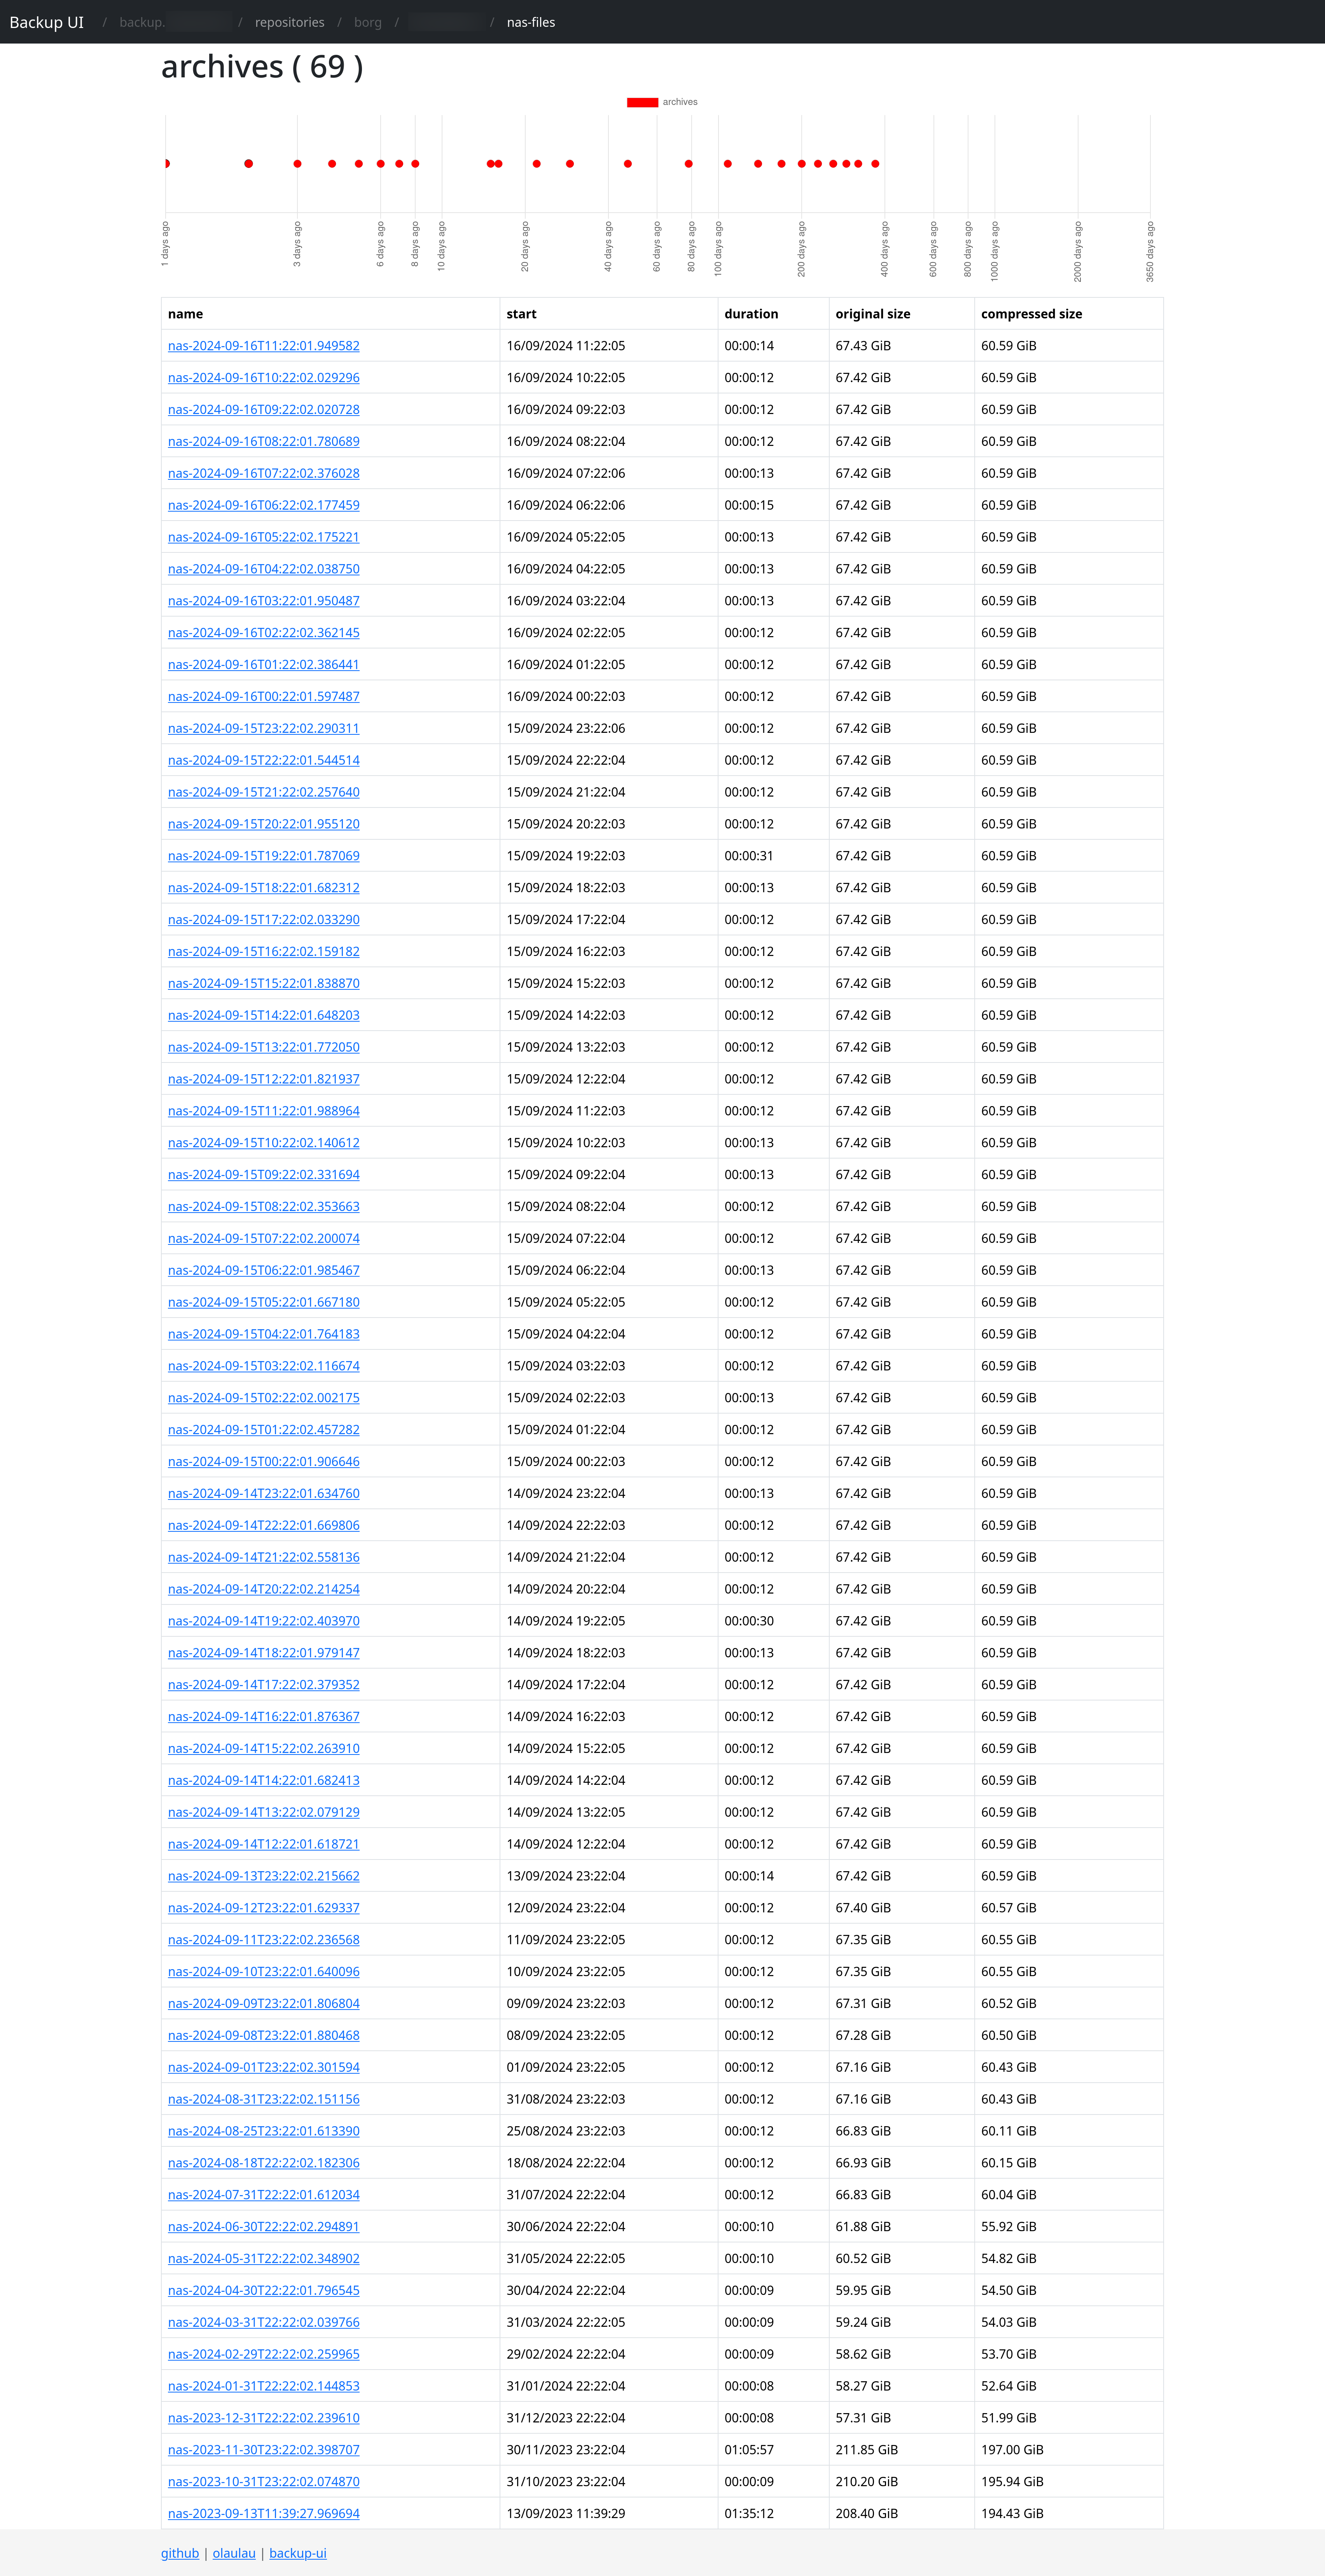 Backup UI / backup. / repositories / borg / / nas-files
archives ( 69 )
archives
1 days ago 3 days ago 6 days ago 8 days ago 10 days ago 20 days ago 40 days ago 60 days ago 80 days ago 100 days ago 200 days ago 400 days ago 600 days ago 800 days ago 1000 days ago 2000 days ago 3650 days ago
name start duration original size compressed size
nas-2024-09-16T11:22:01.949582 16/09/2024 11:22:05 00:00:14 67.43 GiB 60.59 GiB
nas-2024-09-16T10:22:02.029296 16/09/2024 10:22:05 00:00:12 67.42 GiB 60.59 GiB
nas-2024-09-16T09:22:02.020728 16/09/2024 09:22:03 00:00:12 67.42 GiB 60.59 GiB
nas-2024-09-16T08:22:01.780689 16/09/2024 08:22:04 00:00:12 67.42 GiB 60.59 GiB
nas-2024-09-16T07:22:02.376028 16/09/2024 07:22:06 00:00:13 67.42 GiB 60.59 GiB
nas-2024-09-16T06:22:02.177459 16/09/2024 06:22:06 00:00:15 67.42 GiB 60.59 GiB
nas-2024-09-16T05:22:02.175221 16/09/2024 05:22:05 00:00:13 67.42 GiB 60.59 GiB
nas-2024-09-16T04:22:02.038750 16/09/2024 04:22:05 00:00:13 67.42 GiB 60.59 GiB
nas-2024-09-16T03:22:01.950487 16/09/2024 03:22:04 00:00:13 67.42 GiB 60.59 GiB
nas-2024-09-16T02:22:02.362145 16/09/2024 02:22:05 00:00:12 67.42 GiB 60.59 GiB
nas-2024-09-16T01:22:02.386441 16/09/2024 01:22:05 00:00:12 67.42 GiB 60.59 GiB
nas-2024-09-16T00:22:01.597487 16/09/2024 00:22:03 00:00:12 67.42 GiB 60.59 GiB
nas-2024-09-15T23:22:02.290311 15/09/2024 23:22:06 00:00:12 67.42 GiB 60.59 GiB
nas-2024-09-15T22:22:01.544514 15/09/2024 22:22:04 00:00:12 67.42 GiB 60.59 GiB
nas-2024-09-15T21:22:02.257640 15/09/2024 21:22:04 00:00:12 67.42 GiB 60.59 GiB
nas-2024-09-15T20:22:01.955120 15/09/2024 20:22:03 00:00:12 67.42 GiB 60.59 GiB
nas-2024-09-15T19:22:01.787069 15/09/2024 19:22:03 00:00:31 67.42 GiB 60.59 GiB
nas-2024-09-15T18:22:01.682312 15/09/2024 18:22:03 00:00:13 67.42 GiB 60.59 GiB
nas-2024-09-15T17:22:02.033290 15/09/2024 17:22:04 00:00:12 67.42 GiB 60.59 GiB
nas-2024-09-15T16:22:02.159182 15/09/2024 16:22:03 00:00:12 67.42 GiB 60.59 GiB
nas-2024-09-15T15:22:01.838870 15/09/2024 15:22:03 00:00:12 67.42 GiB 60.59 GiB
nas-2024-09-15T14:22:01.648203 15/09/2024 14:22:03 00:00:12 67.42 GiB 60.59 GiB
nas-2024-09-15T13:22:01.772050 15/09/2024 13:22:03 00:00:12 67.42 GiB 60.59 GiB
nas-2024-09-15T12:22:01.821937 15/09/2024 12:22:04 00:00:12 67.42 GiB 60.59 GiB
nas-2024-09-15T11:22:01.988964 15/09/2024 11:22:03 00:00:12 67.42 GiB 60.59 GiB
nas-2024-09-15T10:22:02.140612 15/09/2024 10:22:03 00:00:13 67.42 GiB 60.59 GiB
nas-2024-09-15T09:22:02.331694 15/09/2024 09:22:04 00:00:13 67.42 GiB 60.59 GiB
nas-2024-09-15T08:22:02.353663 15/09/2024 08:22:04 00:00:12 67.42 GiB 60.59 GiB
nas-2024-09-15T07:22:02.200074 15/09/2024 07:22:04 00:00:12 67.42 GiB 60.59 GiB
nas-2024-09-15T06:22:01.985467 15/09/2024 06:22:04 00:00:13 67.42 GiB 60.59 GiB
nas-2024-09-15T05:22:01.667180 15/09/2024 05:22:05 00:00:12 67.42 GiB 60.59 GiB
nas-2024-09-15T04:22:01.764183 15/09/2024 04:22:04 00:00:12 67.42 GiB 60.59 GiB
nas-2024-09-15T03:22:02.116674 15/09/2024 03:22:03 00:00:12 67.42 GiB 60.59 GiB
nas-2024-09-15T02:22:02.002175 15/09/2024 02:22:03 00:00:13 67.42 GiB 60.59 GiB
nas-2024-09-15T01:22:02.457282 15/09/2024 01:22:04 00:00:12 67.42 GiB 60.59 GiB
nas-2024-09-15T00:22:01.906646 15/09/2024 00:22:03 00:00:12 67.42 GiB 60.59 GiB
nas-2024-09-14T23:22:01.634760 14/09/2024 23:22:04 00:00:13 67.42 GiB 60.59 GiB
nas-2024-09-14T22:22:01.669806 14/09/2024 22:22:03 00:00:12 67.42 GiB 60.59 GiB
nas-2024-09-14T21:22:02.558136 14/09/2024 21:22:04 00:00:12 67.42 GiB 60.59 GiB
nas-2024-09-14T20:22:02.214254 14/09/2024 20:22:04 00:00:12 67.42 GiB 60.59 GiB
nas-2024-09-14T19:22:02.403970 14/09/2024 19:22:05 00:00:30 67.42 GiB 60.59 GiB
nas-2024-09-14T18:22:01.979147 14/09/2024 18:22:03 00:00:13 67.42 GiB 60.59 GiB
nas-2024-09-14T17:22:02.379352 14/09/2024 17:22:04 00:00:12 67.42 GiB 60.59 GiB
nas-2024-09-14T16:22:01.876367 14/09/2024 16:22:03 00:00:12 67.42 GiB 60.59 GiB
nas-2024-09-14T15:22:02.263910 14/09/2024 15:22:05 00:00:12 67.42 GiB 60.59 GiB
nas-2024-09-14T14:22:01.682413 14/09/2024 14:22:04 00:00:12 67.42 GiB 60.59 GiB
nas-2024-09-14T13:22:02.079129 14/09/2024 13:22:05 00:00:12 67.42 GiB 60.59 GiB
nas-2024-09-14T12:22:01.618721 14/09/2024 12:22:04 00:00:12 67.42 GiB 60.59 GiB
nas-2024-09-13T23:22:02.215662 13/09/2024 23:22:04 00:00:14 67.42 GiB 60.59 GiB
nas-2024-09-12T23:22:01.629337 12/09/2024 23:22:04 00:00:12 67.40 GiB 60.57 GiB
nas-2024-09-11T23:22:02.236568 11/09/2024 23:22:05 00:00:12 67.35 GiB 60.55 GiB
nas-2024-09-10T23:22:01.640096 10/09/2024 23:22:05 00:00:12 67.35 GiB 60.55 GiB
nas-2024-09-09T23:22:01.806804 09/09/2024 23:22:03 00:00:12 67.31 GiB 60.52 GiB
nas-2024-09-08T23:22:01.880468 08/09/2024 23:22:05 00:00:12 67.28 GiB 60.50 GiB
nas-2024-09-01T23:22:02.301594 01/09/2024 23:22:05 00:00:12 67.16 GiB 60.43 GiB
nas-2024-08-31T23:22:02.151156 31/08/2024 23:22:03 00:00:12 67.16 GiB 60.43 GiB
nas-2024-08-25T23:22:01.613390 25/08/2024 23:22:03 00:00:12 66.83 GiB 60.11 GiB
nas-2024-08-18T22:22:02.182306 18/08/2024 22:22:04 00:00:12 66.93 GiB 60.15 GiB
nas-2024-07-31T22:22:01.612034 31/07/2024 22:22:04 00:00:12 66.83 GiB 60.04 GiB
nas-2024-06-30T22:22:02.294891 30/06/2024 22:22:04 00:00:10 61.88 GiB 55.92 GiB
nas-2024-05-31T22:22:02.348902 31/05/2024 22:22:05 00:00:10 60.52 GiB 54.82 GiB
nas-2024-04-30T22:22:01.796545 30/04/2024 22:22:04 00:00:09 59.95 GiB 54.50 GiB
nas-2024-03-31T22:22:02.039766 31/03/2024 22:22:05 00:00:09 59.24 GiB 54.03 GiB
nas-2024-02-29T22:22:02.259965 29/02/2024 22:22:04 00:00:09 58.62 GiB 53.70 GiB
nas-2024-01-31T22:22:02.144853 31/01/2024 22:22:04 00:00:08 58.27 GiB 52.64 GiB
nas-2023-12-31T22:22:02.239610 31/12/2023 22:22:04 00:00:08 57.31 GiB 51.99 GiB
nas-2023-11-30T23:22:02.398707 30/11/2023 23:22:04 01:05:57 211.85 GiB 197.00 GiB
nas-2023-10-31T23:22:02.074870 31/10/2023 23:22:04 00:00:09 210.20 GiB 195.94 GiB
nas-2023-09-13T11:39:27.969694 13/09/2023 11:39:29 01:35:12 208.40 GiB 194.43 GiB
github | olaulau | backup-ui